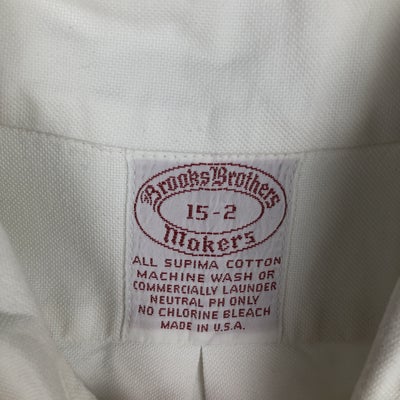 Brooks Brothers
15-2
Makers
ALL SUPIMA COTTON
MACHINE WASH OR
COMMERCIALLY LAUNDER
NEUTRAL PH ONLY
NO CHLORINE BLEACH
MADE IN U.S.A.